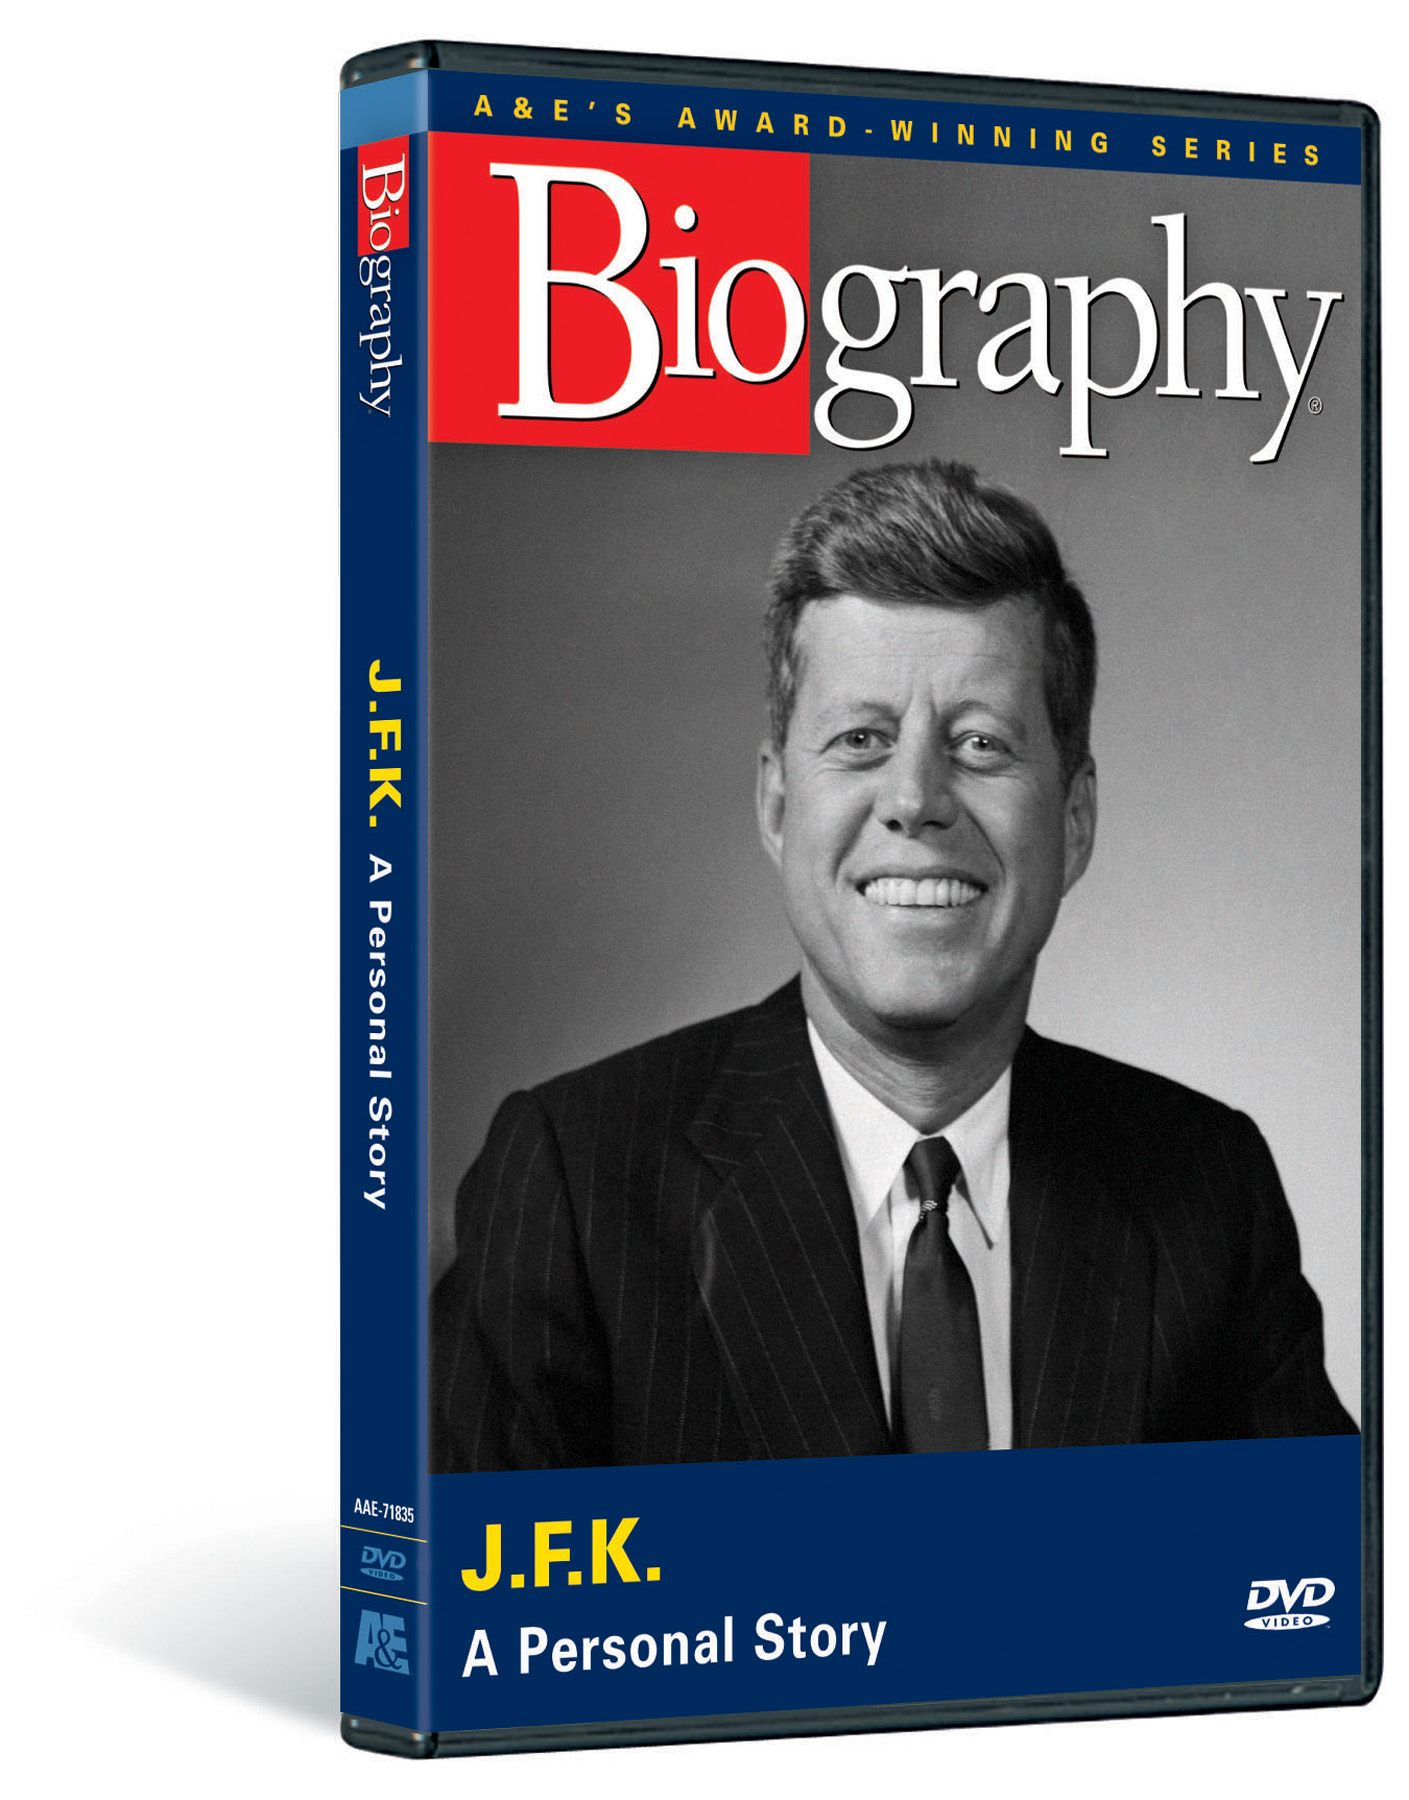 A&E'S AWARD-WINNING SERIES
Biography®
J.F.K.
A Personal Story
DVD
VIDEO
Biography
J.F.K. A Personal Story
AAE-71835
DVD
VIDEO
A&E